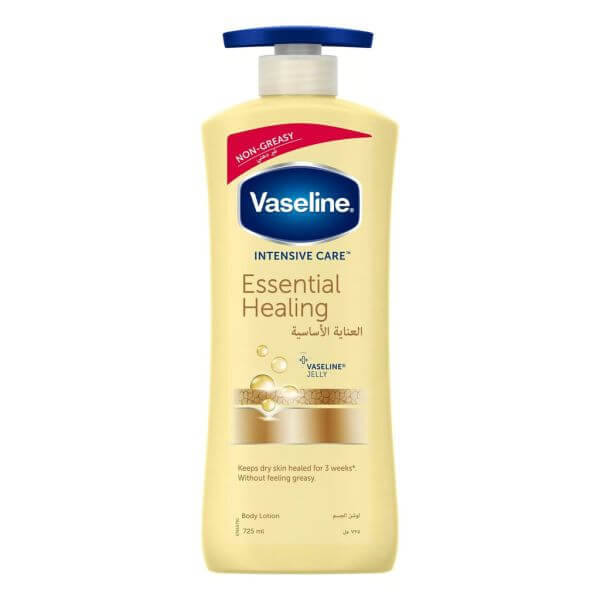 NON-GREASY
غير دهني
Vaseline®
INTENSIVE CARE™
Essential
Healing
العناية الأساسية
VASELINE®
JELLY
Keeps dry skin healed for 3 weeks*.
Without feeling greasy.
Body Lotion
لوشن الجسم
725 ml
٧٢٥ مل